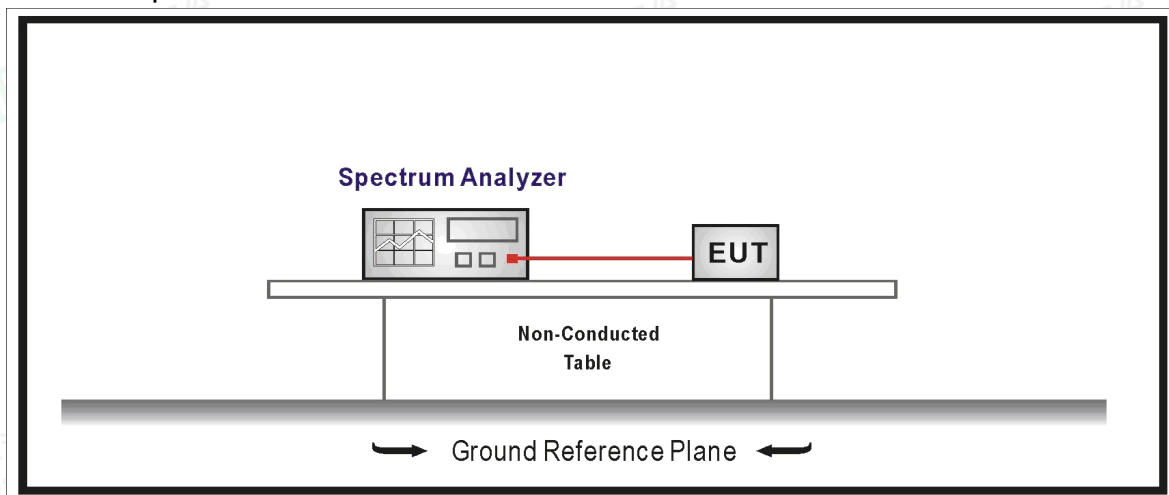 Spectrum Analyzer
EUT
Non-Conducted
Table
Ground Reference Plane